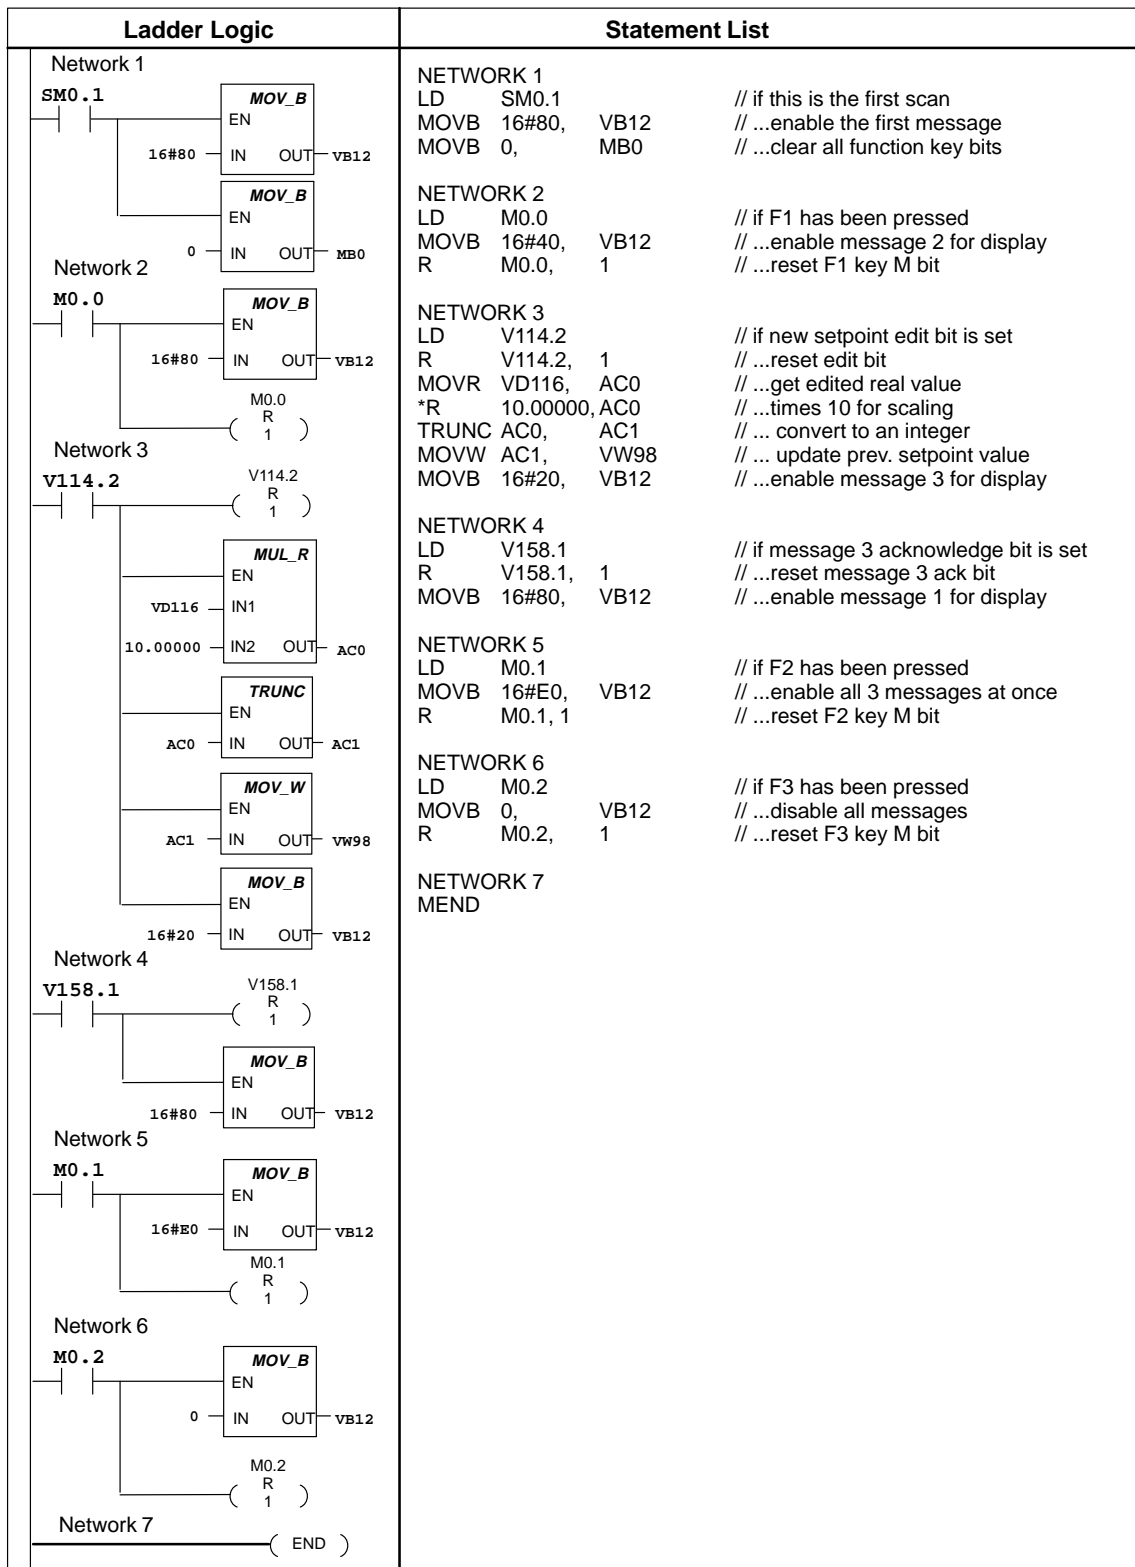 Ladder Logic
Network 1
SM0.1
MOV_B
EN
16#80 IN OUT VB12
MOV_B
EN
0 IN OUT MB0
Network 2
M0.0
MOV_B
EN
16#80 IN OUT VB12
M0.0
R
1
Network 3
V114.2
V114.2
R
1
MUL_R
EN
VD116 IN1
10.00000 IN2 OUT AC0
TRUNC
EN
AC0 IN OUT AC1
MOV_W
EN
AC1 IN OUT VW98
MOV_B
EN
16#20 IN OUT VB12
Network 4
V158.1
V158.1
R
1
MOV_B
EN
16#80 IN OUT VB12
Network 5
M0.1
MOV_B
EN
16#E0 IN OUT VB12
M0.1
R
1
Network 6
M0.2
MOV_B
EN
0 IN OUT VB12
M0.2
R
1
Network 7
( END )
Statement List
NETWORK 1
LD SM0.1 // if this is the first scan
MOVB 16#80, VB12 // ...enable the first message
MOVB 0, MB0 // ...clear all function key bits
NETWORK 2
LD M0.0 // if F1 has been pressed
MOVB 16#40, VB12 // ...enable message 2 for display
R M0.0, 1 // ...reset F1 key M bit
NETWORK 3
LD V114.2 // if new setpoint edit bit is set
R V114.2, 1 // ...reset edit bit
MOVR VD116, AC0 // ...get edited real value
*R 10.00000, AC0 // ...times 10 for scaling
TRUNC AC0, AC1 // ... convert to an integer
MOVW AC1, VW98 // ... update prev. setpoint value
MOVB 16#20, VB12 // ...enable message 3 for display
NETWORK 4
LD V158.1 // if message 3 acknowledge bit is set
R V158.1, 1 // ...reset message 3 ack bit
MOVB 16#80, VB12 // ...enable message 1 for display
NETWORK 5
LD M0.1 // if F2 has been pressed
MOVB 16#E0, VB12 // ...enable all 3 messages at once
R M0.1, 1 // ...reset F2 key M bit
NETWORK 6
LD M0.2 // if F3 has been pressed
MOVB 0, VB12 // ...disable all messages
R M0.2, 1 // ...reset F3 key M bit
NETWORK 7
MEND